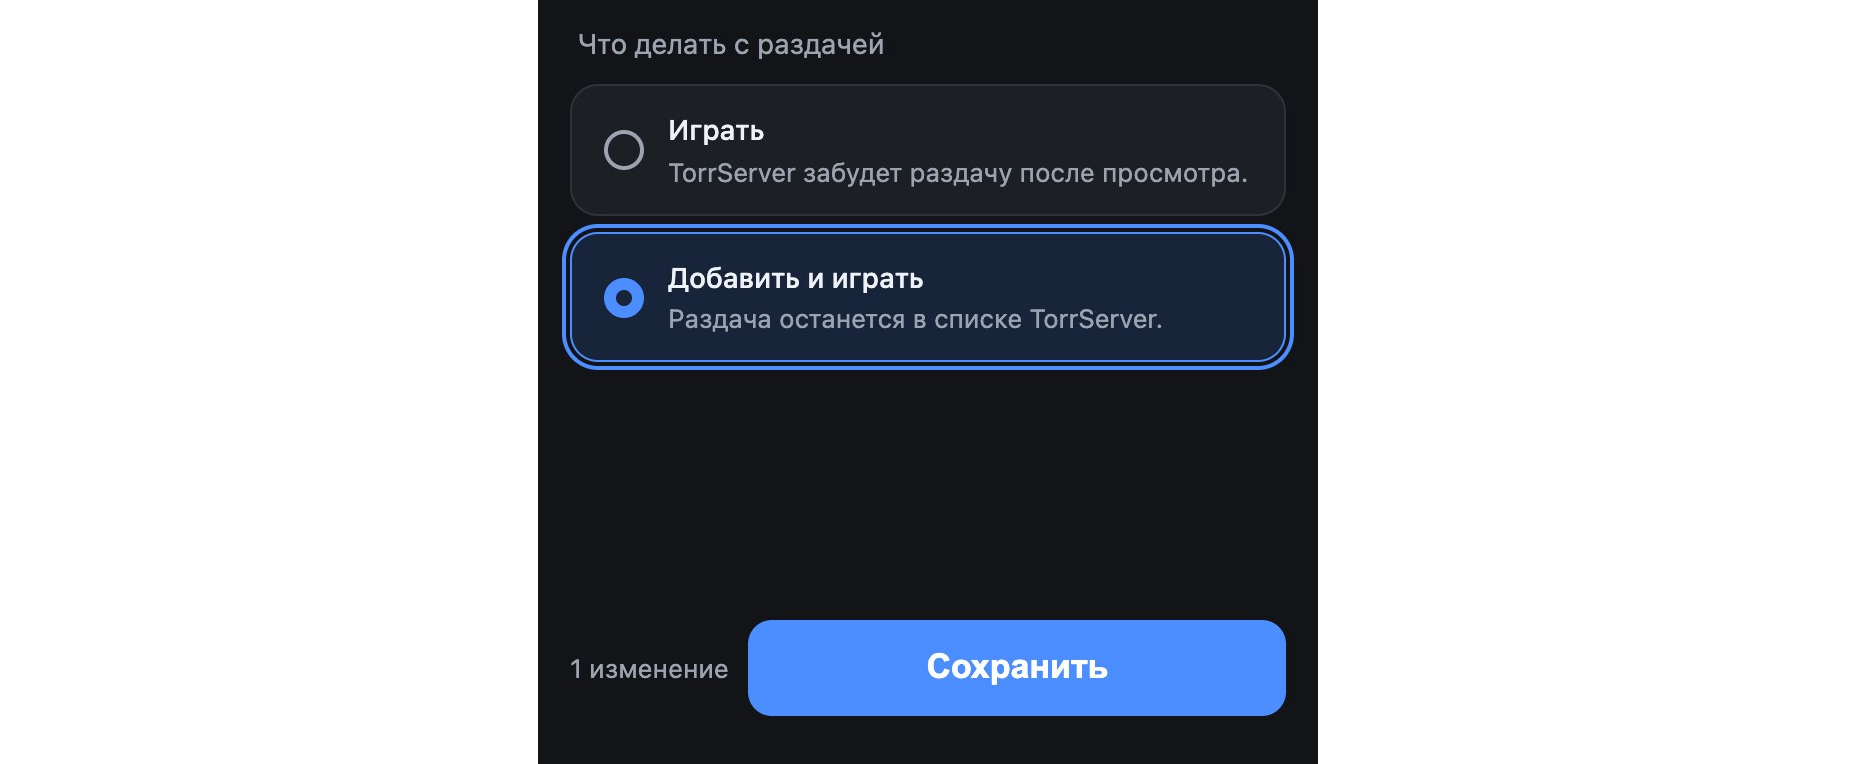 Что делать с раздачей
Играть
TorrServer забудет раздачу после просмотра.
Добавить и играть
Раздача останется в списке TorrServer.
1 изменение
Сохранить